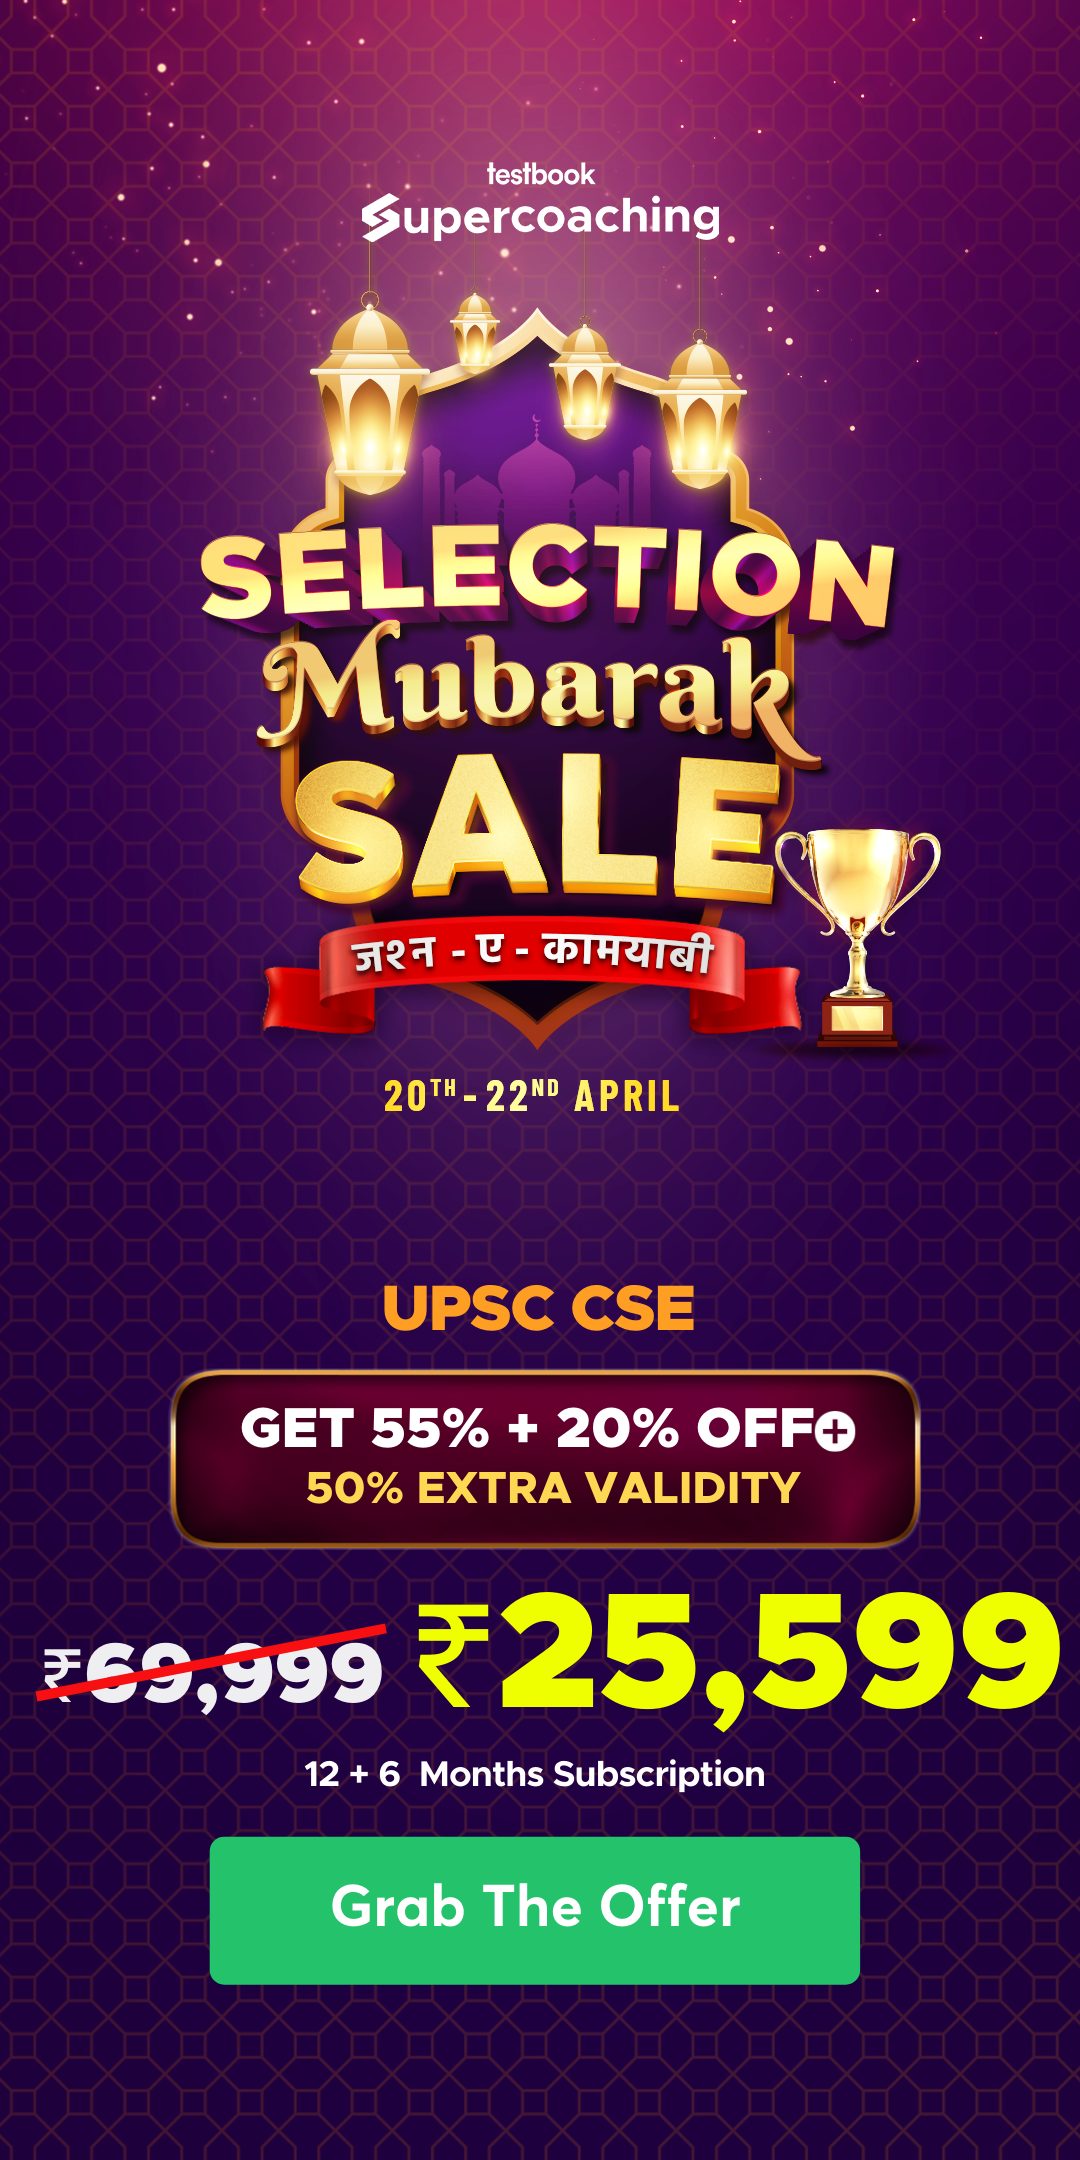 testbook
Supercoaching
SELECTION
Mubarak
SALE
जश्न - ए - कामयाबी
20TH - 22ND APRIL
UPSC CSE
GET 55% + 20% OFF+
50% EXTRA VALIDITY
₹69,999 ₹25,599
12 + 6 Months Subscription
Grab The Offer